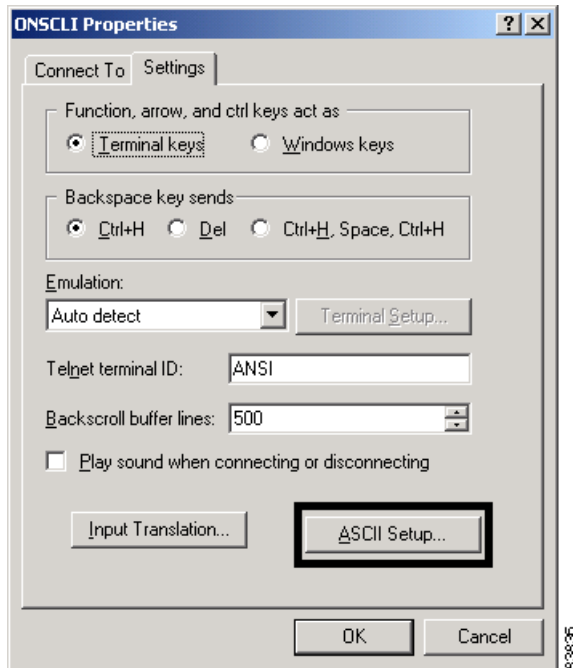 ONSCLI Properties
Connect To Settings
Function, arrow, and ctrl keys act as
Terminal keys Windows keys
Backspace key sends
Ctrl+H Del Ctrl+H, Space, Ctrl+H
Emulation:
Auto detect Terminal Setup...
Telnet terminal ID: ANSI
Backscroll buffer lines: 500
Play sound when connecting or disconnecting
Input Translation... ASCII Setup...
OK Cancel
83835